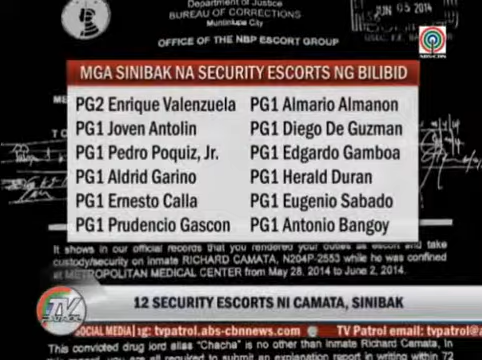 Department of Justice
BUREAU OF CORRECTIONS
Muntinlupa City
OFFICE OF THE NBP ESCORT GROUP
JUN 05 2014
ABS-CBN
MGA SINIBAK NA SECURITY ESCORTS NG BILIBID
PG2 Enrique Valenzuela
PG1 Joven Antolin
PG1 Pedro Poquiz, Jr.
PG1 Aldrid Garino
PG1 Ernesto Calla
PG1 Prudencio Gascon
PG1 Almario Almanon
PG1 Diego De Guzman
PG1 Edgardo Gamboa
PG1 Herald Duran
PG1 Eugenio Sabado
PG1 Antonio Bangoy
It shows in our official records that you rendered your duties as escort and take
custody/security on inmate RICHARD CAMATA, N204P-2553 while he was confined
at METROPOLITAN MEDICAL CENTER from May 28, 2014 to June 2, 2014.
TV
PATROL
12 SECURITY ESCORTS NI CAMATA, SINIBAK
SOCIAL MEDIA | ig: tvpatrol.abs-cbnnews.com TV Patrol email: tvpatrol@a
This convicted drug lord alias "Chacha" is no other than inmate Richard Camata, in
are required to submit an explanation report in writing within 72